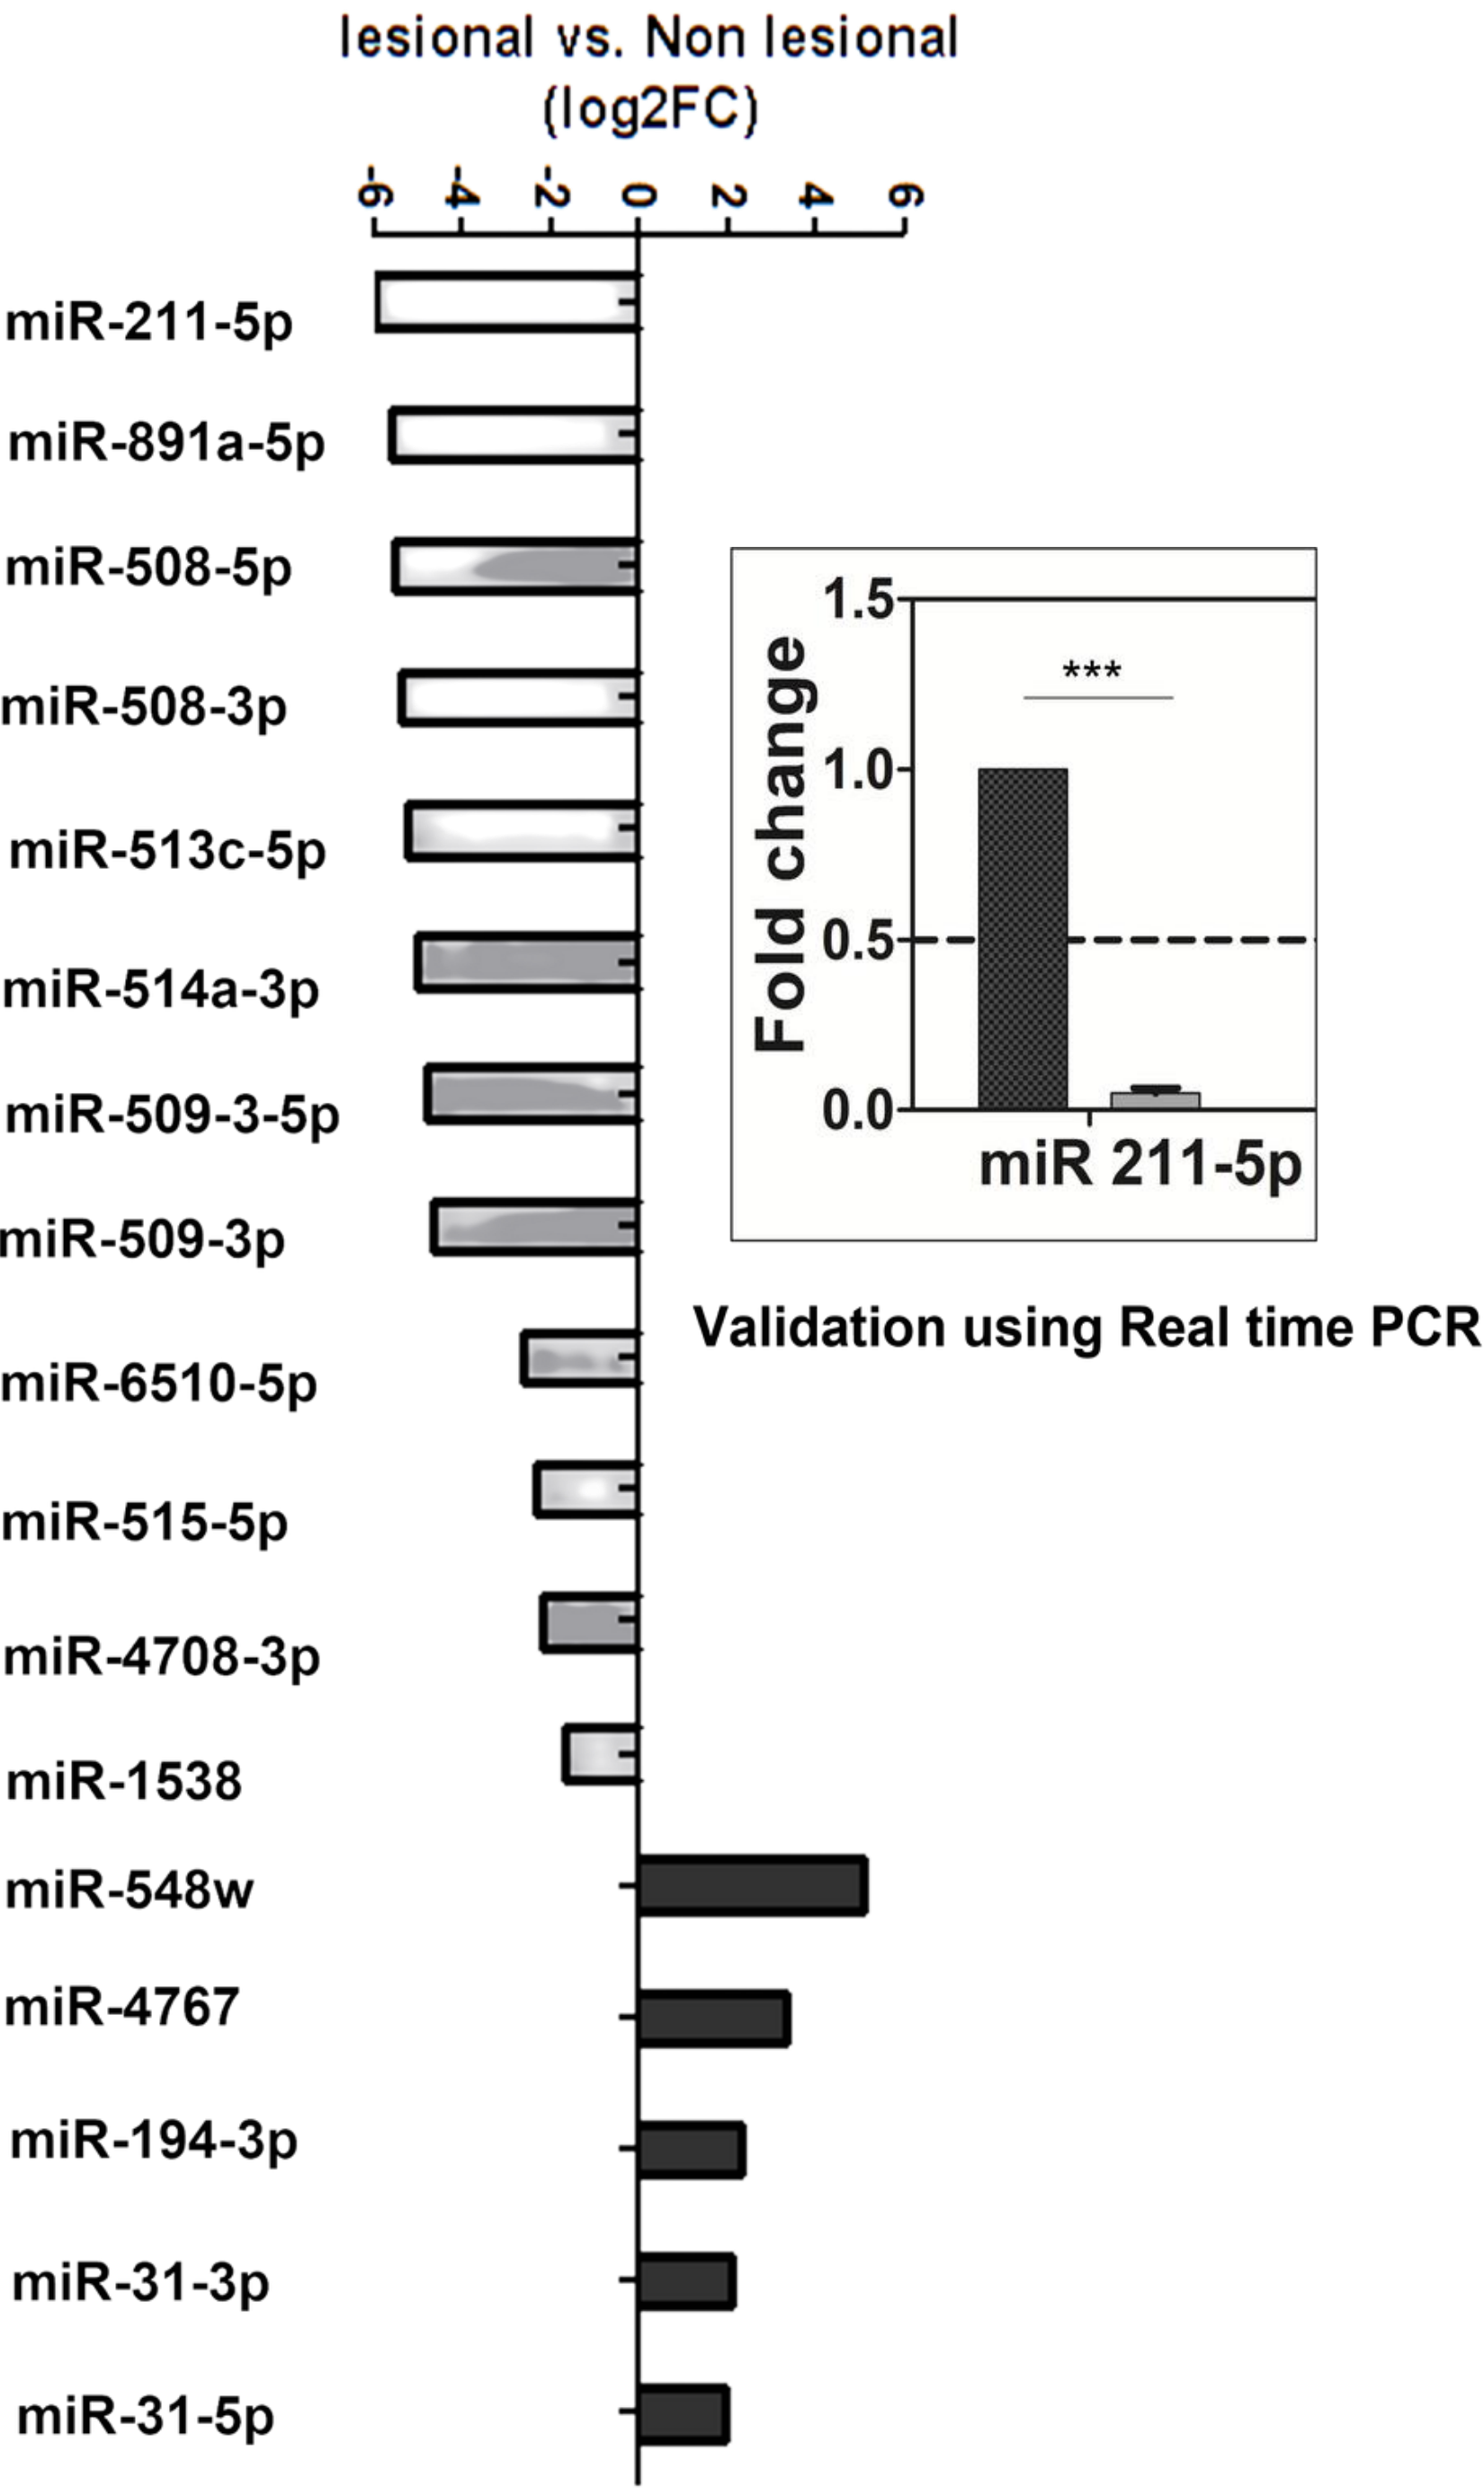 lesional vs. Non lesional
(log2FC)
-6 -4 -2 0 2 4 6
miR-211-5p
miR-891a-5p
miR-508-5p
miR-508-3p
miR-513c-5p
miR-514a-3p
miR-509-3-5p
miR-509-3p
miR-6510-5p
miR-515-5p
miR-4708-3p
miR-1538
miR-548w
miR-4767
miR-194-3p
miR-31-3p
miR-31-5p
Fold change
1.5
1.0
0.5
0.0
***
miR 211-5p
Validation using Real time PCR